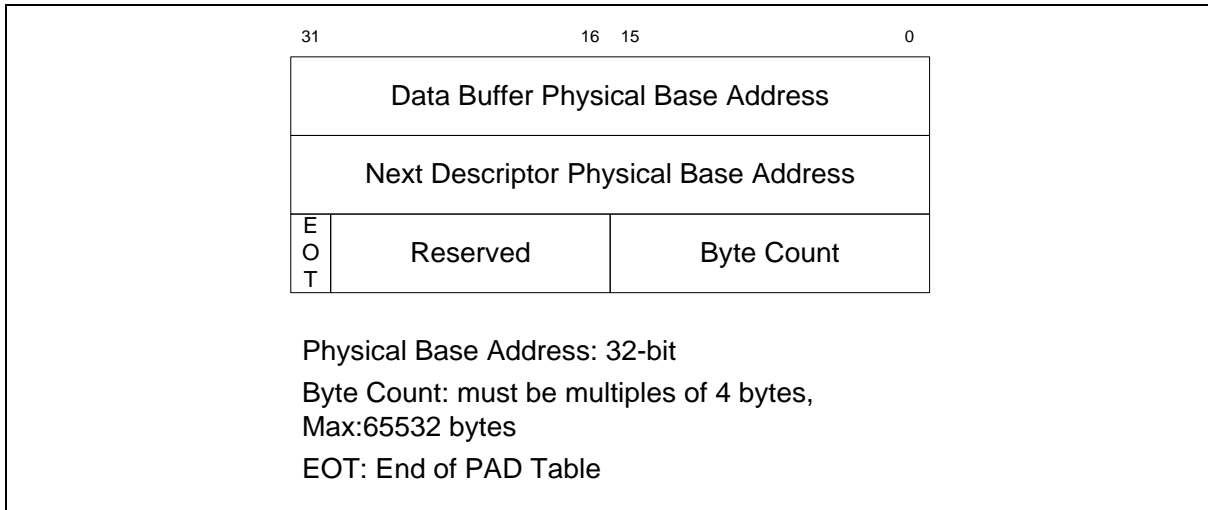 31 16 15 0
Data Buffer Physical Base Address
Next Descriptor Physical Base Address
EOT Reserved Byte Count
Physical Base Address: 32-bit
Byte Count: must be multiples of 4 bytes,
Max:65532 bytes
EOT: End of PAD Table